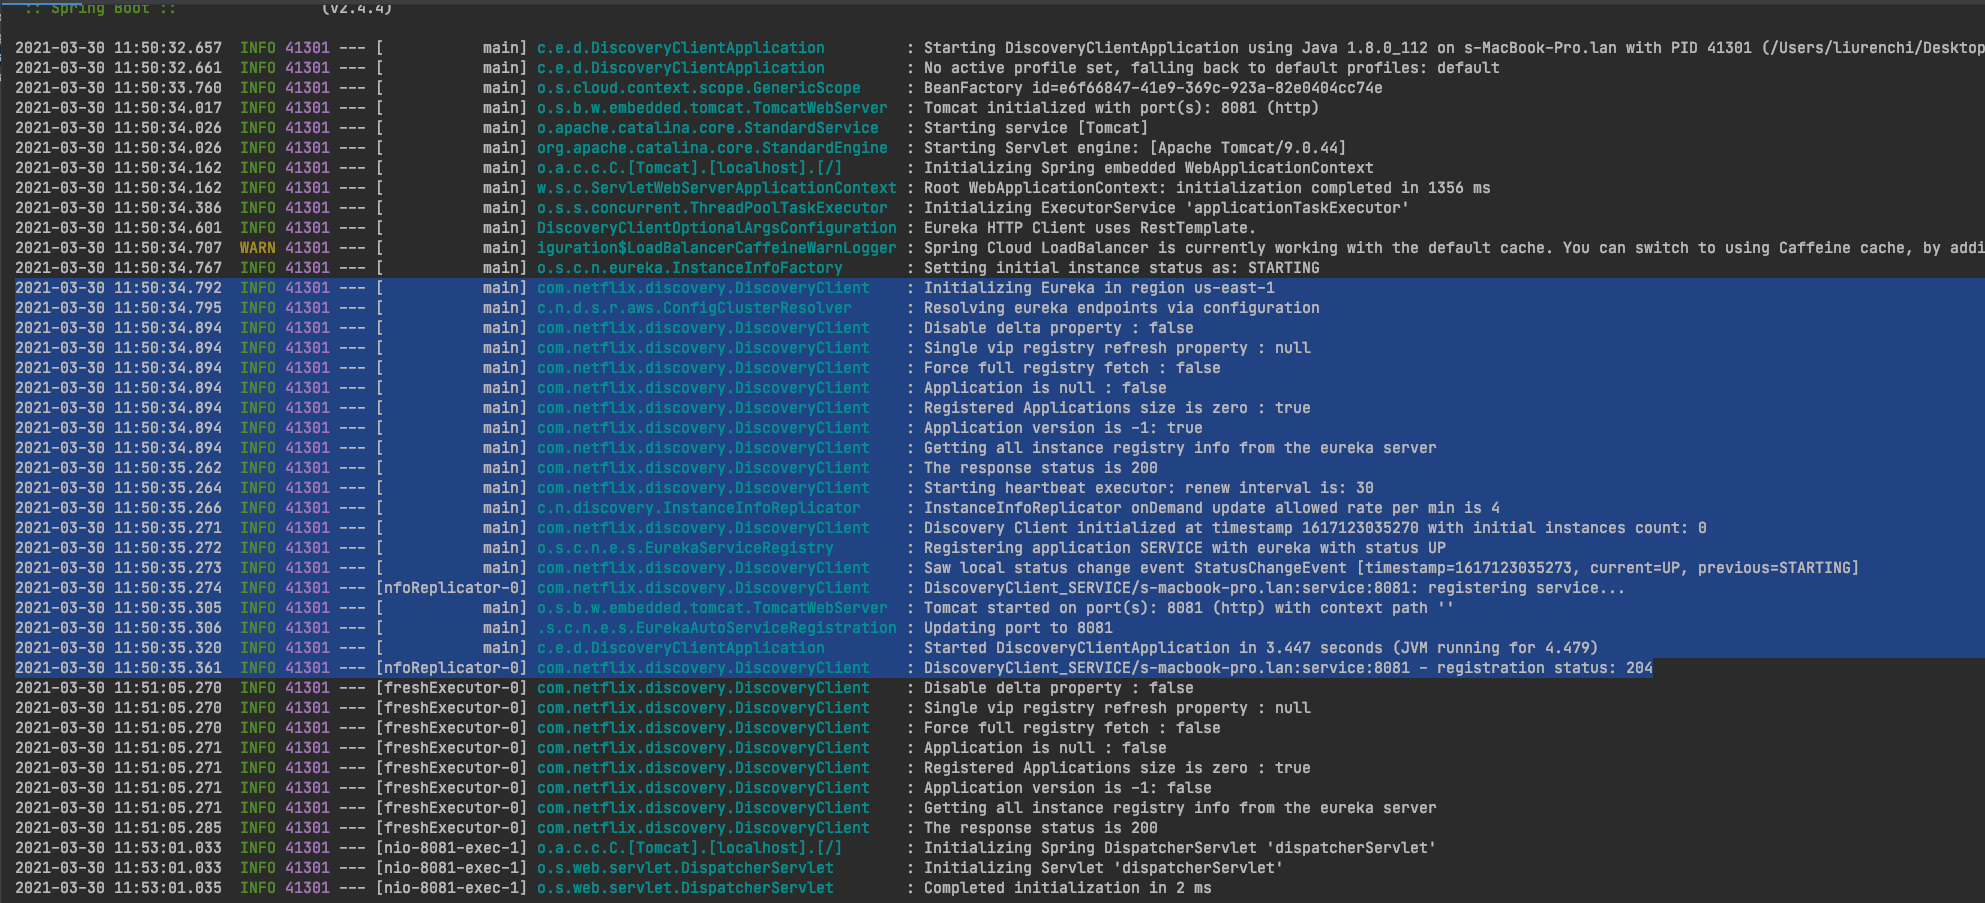 :: Spring Boot ::                (v2.4.4)
2021-03-30 11:50:32.657  INFO 41301 --- [           main] c.e.d.DiscoveryClientApplication         : Starting DiscoveryClientApplication using Java 1.8.0_112 on s-MacBook-Pro.lan with PID 41301 (/Users/liurenchi/Desktop
2021-03-30 11:50:32.661  INFO 41301 --- [           main] c.e.d.DiscoveryClientApplication         : No active profile set, falling back to default profiles: default
2021-03-30 11:50:33.760  INFO 41301 --- [           main] o.s.cloud.context.scope.GenericScope     : BeanFactory id=e6f66847-41e9-369c-923a-82e0404cc74e
2021-03-30 11:50:34.017  INFO 41301 --- [           main] o.s.b.w.embedded.tomcat.TomcatWebServer  : Tomcat initialized with port(s): 8081 (http)
2021-03-30 11:50:34.026  INFO 41301 --- [           main] o.apache.catalina.core.StandardService   : Starting service [Tomcat]
2021-03-30 11:50:34.026  INFO 41301 --- [           main] org.apache.catalina.core.StandardEngine  : Starting Servlet engine: [Apache Tomcat/9.0.44]
2021-03-30 11:50:34.162  INFO 41301 --- [           main] o.a.c.c.C.[Tomcat].[localhost].[/]       : Initializing Spring embedded WebApplicationContext
2021-03-30 11:50:34.162  INFO 41301 --- [           main] w.s.c.ServletWebServerApplicationContext : Root WebApplicationContext: initialization completed in 1356 ms
2021-03-30 11:50:34.386  INFO 41301 --- [           main] o.s.s.concurrent.ThreadPoolTaskExecutor  : Initializing ExecutorService 'applicationTaskExecutor'
2021-03-30 11:50:34.601  INFO 41301 --- [           main] DiscoveryClientOptionalArgsConfiguration : Eureka HTTP Client uses RestTemplate.
2021-03-30 11:50:34.707  WARN 41301 --- [           main] iguration$LoadBalancerCaffeineWarnLogger : Spring Cloud LoadBalancer is currently working with the default cache. You can switch to using Caffeine cache, by addi
2021-03-30 11:50:34.767  INFO 41301 --- [           main] o.s.c.n.eureka.InstanceInfoFactory       : Setting initial instance status as: STARTING
2021-03-30 11:50:34.792  INFO 41301 --- [           main] com.netflix.discovery.DiscoveryClient    : Initializing Eureka in region us-east-1
2021-03-30 11:50:34.795  INFO 41301 --- [           main] c.n.d.s.r.aws.ConfigClusterResolver      : Resolving eureka endpoints via configuration
2021-03-30 11:50:34.894  INFO 41301 --- [           main] com.netflix.discovery.DiscoveryClient    : Disable delta property : false
2021-03-30 11:50:34.894  INFO 41301 --- [           main] com.netflix.discovery.DiscoveryClient    : Single vip registry refresh property : null
2021-03-30 11:50:34.894  INFO 41301 --- [           main] com.netflix.discovery.DiscoveryClient    : Force full registry fetch : false
2021-03-30 11:50:34.894  INFO 41301 --- [           main] com.netflix.discovery.DiscoveryClient    : Application is null : false
2021-03-30 11:50:34.894  INFO 41301 --- [           main] com.netflix.discovery.DiscoveryClient    : Registered Applications size is zero : true
2021-03-30 11:50:34.894  INFO 41301 --- [           main] com.netflix.discovery.DiscoveryClient    : Application version is -1: true
2021-03-30 11:50:34.894  INFO 41301 --- [           main] com.netflix.discovery.DiscoveryClient    : Getting all instance registry info from the eureka server
2021-03-30 11:50:35.262  INFO 41301 --- [           main] com.netflix.discovery.DiscoveryClient    : The response status is 200
2021-03-30 11:50:35.264  INFO 41301 --- [           main] com.netflix.discovery.DiscoveryClient    : Starting heartbeat executor: renew interval is: 30
2021-03-30 11:50:35.266  INFO 41301 --- [           main] c.n.discovery.InstanceInfoReplicator     : InstanceInfoReplicator onDemand update allowed rate per min is 4
2021-03-30 11:50:35.271  INFO 41301 --- [           main] com.netflix.discovery.DiscoveryClient    : Discovery Client initialized at timestamp 1617123035270 with initial instances count: 0
2021-03-30 11:50:35.272  INFO 41301 --- [           main] o.s.c.n.e.s.EurekaServiceRegistry        : Registering application SERVICE with eureka with status UP
2021-03-30 11:50:35.273  INFO 41301 --- [           main] com.netflix.discovery.DiscoveryClient    : Saw local status change event StatusChangeEvent [timestamp=1617123035273, current=UP, previous=STARTING]
2021-03-30 11:50:35.274  INFO 41301 --- [nfoReplicator-0] com.netflix.discovery.DiscoveryClient    : DiscoveryClient_SERVICE/s-macbook-pro.lan:service:8081: registering service...
2021-03-30 11:50:35.305  INFO 41301 --- [           main] o.s.b.w.embedded.tomcat.TomcatWebServer  : Tomcat started on port(s): 8081 (http) with context path ''
2021-03-30 11:50:35.306  INFO 41301 --- [           main] .s.c.n.e.s.EurekaAutoServiceRegistration : Updating port to 8081
2021-03-30 11:50:35.320  INFO 41301 --- [           main] c.e.d.DiscoveryClientApplication         : Started DiscoveryClientApplication in 3.447 seconds (JVM running for 4.479)
2021-03-30 11:50:35.361  INFO 41301 --- [nfoReplicator-0] com.netflix.discovery.DiscoveryClient    : DiscoveryClient_SERVICE/s-macbook-pro.lan:service:8081 - registration status: 204
2021-03-30 11:51:05.270  INFO 41301 --- [freshExecutor-0] com.netflix.discovery.DiscoveryClient    : Disable delta property : false
2021-03-30 11:51:05.270  INFO 41301 --- [freshExecutor-0] com.netflix.discovery.DiscoveryClient    : Single vip registry refresh property : null
2021-03-30 11:51:05.270  INFO 41301 --- [freshExecutor-0] com.netflix.discovery.DiscoveryClient    : Force full registry fetch : false
2021-03-30 11:51:05.271  INFO 41301 --- [freshExecutor-0] com.netflix.discovery.DiscoveryClient    : Application is null : false
2021-03-30 11:51:05.271  INFO 41301 --- [freshExecutor-0] com.netflix.discovery.DiscoveryClient    : Registered Applications size is zero : true
2021-03-30 11:51:05.271  INFO 41301 --- [freshExecutor-0] com.netflix.discovery.DiscoveryClient    : Application version is -1: false
2021-03-30 11:51:05.271  INFO 41301 --- [freshExecutor-0] com.netflix.discovery.DiscoveryClient    : Getting all instance registry info from the eureka server
2021-03-30 11:51:05.285  INFO 41301 --- [freshExecutor-0] com.netflix.discovery.DiscoveryClient    : The response status is 200
2021-03-30 11:53:01.033  INFO 41301 --- [nio-8081-exec-1] o.a.c.c.C.[Tomcat].[localhost].[/]       : Initializing Spring DispatcherServlet 'dispatcherServlet'
2021-03-30 11:53:01.033  INFO 41301 --- [nio-8081-exec-1] o.s.web.servlet.DispatcherServlet        : Initializing Servlet 'dispatcherServlet'
2021-03-30 11:53:01.035  INFO 41301 --- [nio-8081-exec-1] o.s.web.servlet.DispatcherServlet        : Completed initialization in 2 ms